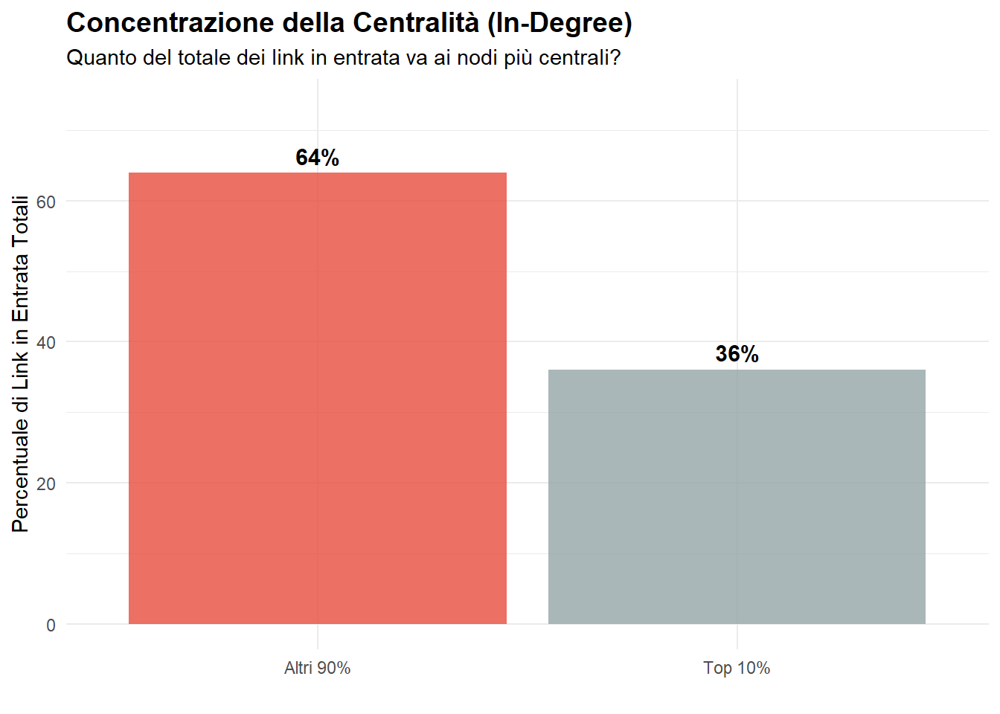 Concentrazione della Centralità (In-Degree)
Quanto del totale dei link in entrata va ai nodi più centrali?
Percentuale di Link in Entrata Totali
60
40
20
0
64%
36%
Altri 90%
Top 10%